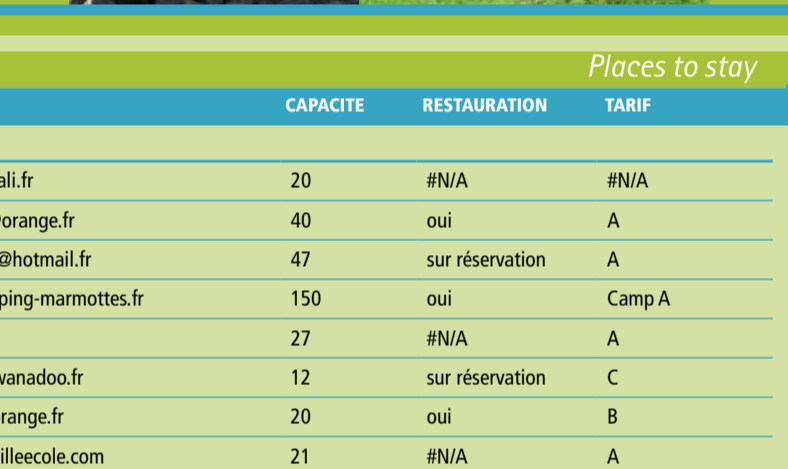 Places to stay
CAPACITE RESTAURATION TARIF
ali.fr 20 #N/A #N/A
orange.fr 40 oui A
@hotmail.fr 47 sur réservation A
ping-marmottes.fr 150 oui Camp A
27 #N/A A
wanadoo.fr 12 sur réservation C
range.fr 20 oui B
illeecole.com 21 #N/A A